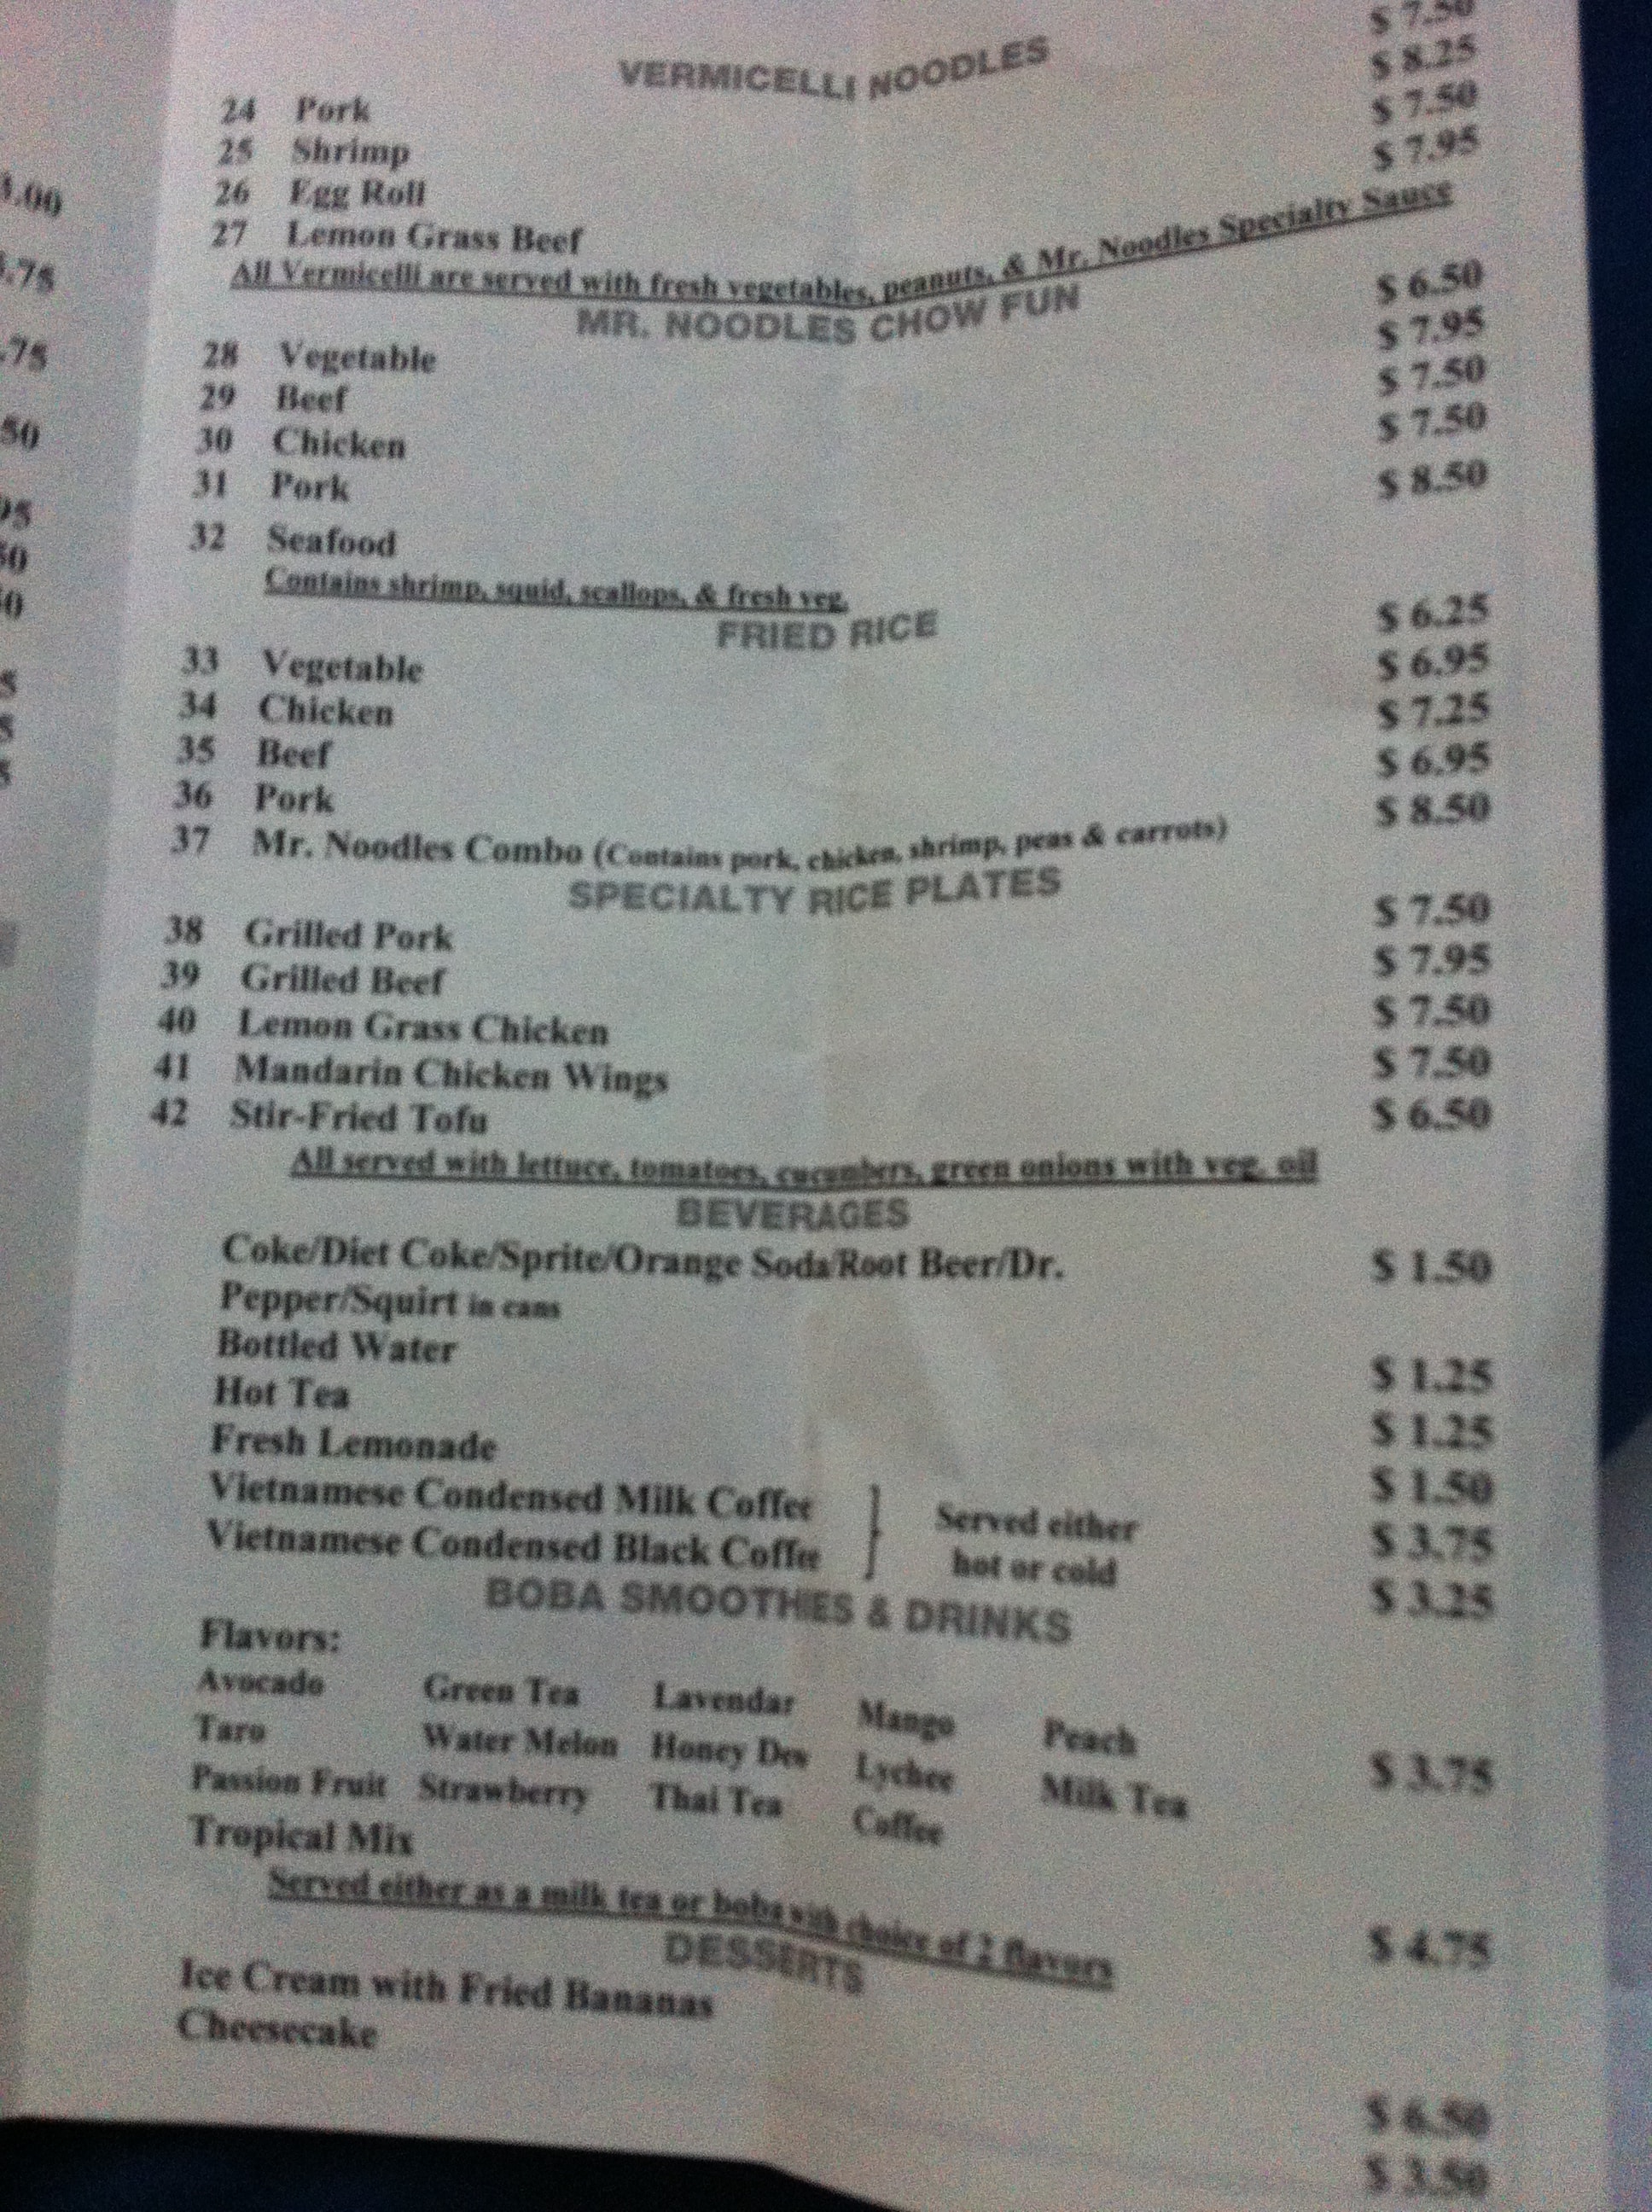 VERMICELLI NOODLES
24 Pork $ 7.50
25 Shrimp $ 8.25
26 Egg Roll $ 7.50
27 Lemon Grass Beef $ 7.95
All Vermicelli are served with fresh vegetables, peanuts, & Mr. Noodles Specialty Sauce
MR. NOODLES CHOW FUN
28 Vegetable $ 6.50
29 Beef $ 7.95
30 Chicken $ 7.50
31 Pork $ 7.50
32 Seafood $ 8.50
Contains shrimp, squid, scallops, & fresh veg.
FRIED RICE
33 Vegetable $ 6.25
34 Chicken $ 6.95
35 Beef $ 7.25
36 Pork $ 6.95
37 Mr. Noodles Combo (Contains pork, chicken, shrimp, peas & carrots) $ 8.50
SPECIALTY RICE PLATES
38 Grilled Pork $ 7.50
39 Grilled Beef $ 7.95
40 Lemon Grass Chicken $ 7.50
41 Mandarin Chicken Wings $ 7.50
42 Stir-Fried Tofu $ 6.50
All served with lettuce, tomatoes, cucumbers, green onions with veg. oil
BEVERAGES
Coke/Diet Coke/Sprite/Orange Soda/Root Beer/Dr. $ 1.50
Pepper/Squirt in cans
Bottled Water $ 1.25
Hot Tea $ 1.25
Fresh Lemonade $ 1.50
Vietnamese Condensed Milk Coffee } Served either $ 3.75
Vietnamese Condensed Black Coffee hot or cold $ 3.25
BOBA SMOOTHIES & DRINKS
Flavors:
Avocado Green Tea Lavendar Mango Peach
Taro Water Melon Honey Dew Lychee Milk Tea $ 3.75
Passion Fruit Strawberry Thai Tea Coffee
Tropical Mix
Served either as a milk tea or boba with choice of 2 flavors $ 4.75
DESSERTS
Ice Cream with Fried Bananas $ 6.50
Cheesecake $ 3.50